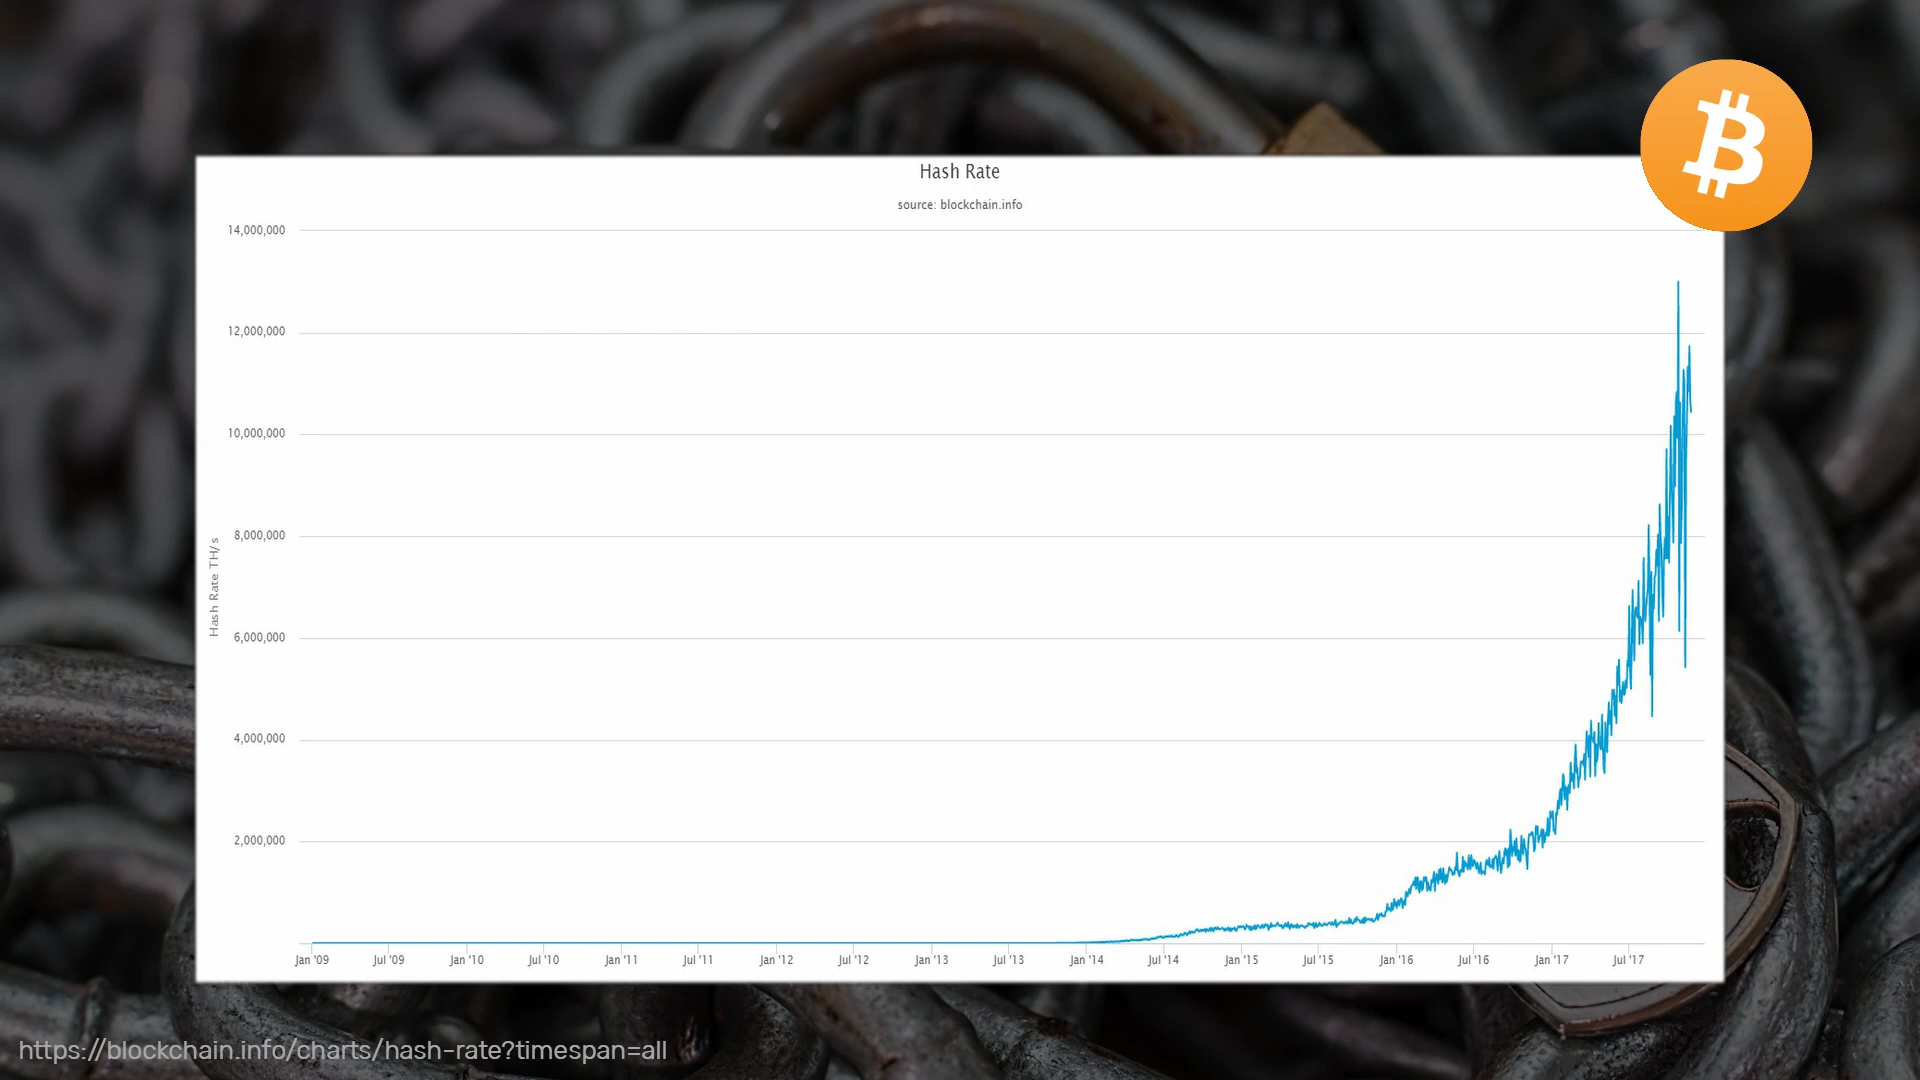 Hash Rate
source: blockchain.info
14,000,000
12,000,000
10,000,000
8,000,000
6,000,000
4,000,000
2,000,000
Hash Rate TH/s
Jan '09 Jul '09 Jan '10 Jul '10 Jan '11 Jul '11 Jan '12 Jul '12 Jan '13 Jul '13 Jan '14 Jul '14 Jan '15 Jul '15 Jan '16 Jul '16 Jan '17 Jul '17
https://blockchain.info/charts/hash-rate?timespan=all